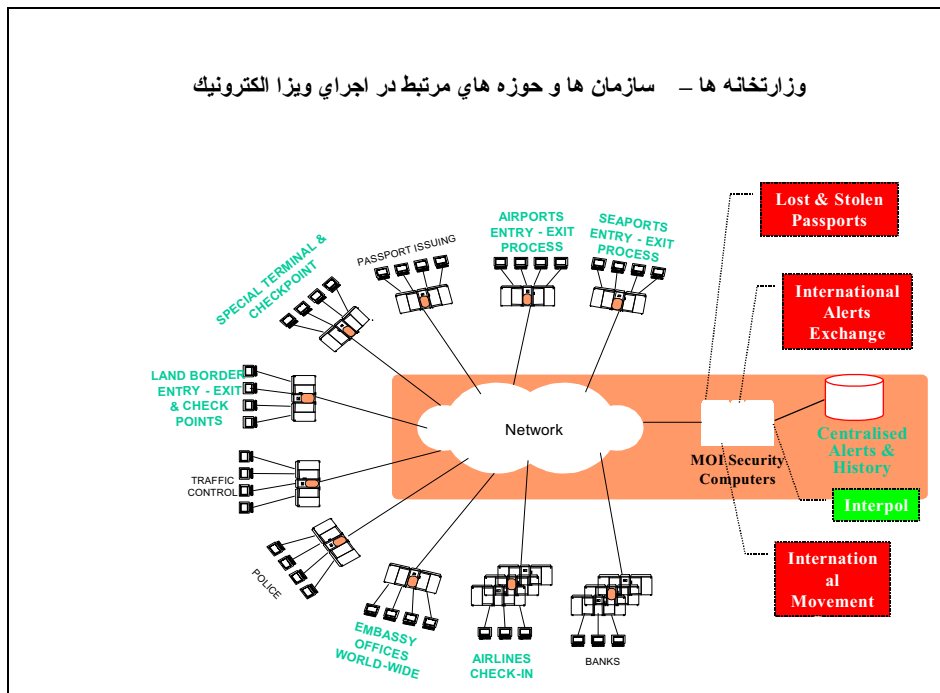 وزارتخانه ها – سازمان ها و حوزه هاي مرتبط در اجراي ويزا الكترونيك
Lost & Stolen
Passports
AIRPORTS
ENTRY - EXIT
PROCESS
SEAPORTS
ENTRY - EXIT
PROCESS
PASSPORT ISSUING
SPECIAL TERMINAL &
CHECKPOINT
International
Alerts
Exchange
LAND BORDER
ENTRY - EXIT
& CHECK
POINTS
Network
MOI Security
Computers
Centralised
Alerts &
History
TRAFFIC
CONTROL
Interpol
POLICE
Internation
al
Movement
EMBASSY
OFFICES
WORLD-WIDE
AIRLINES
CHECK-IN
BANKS